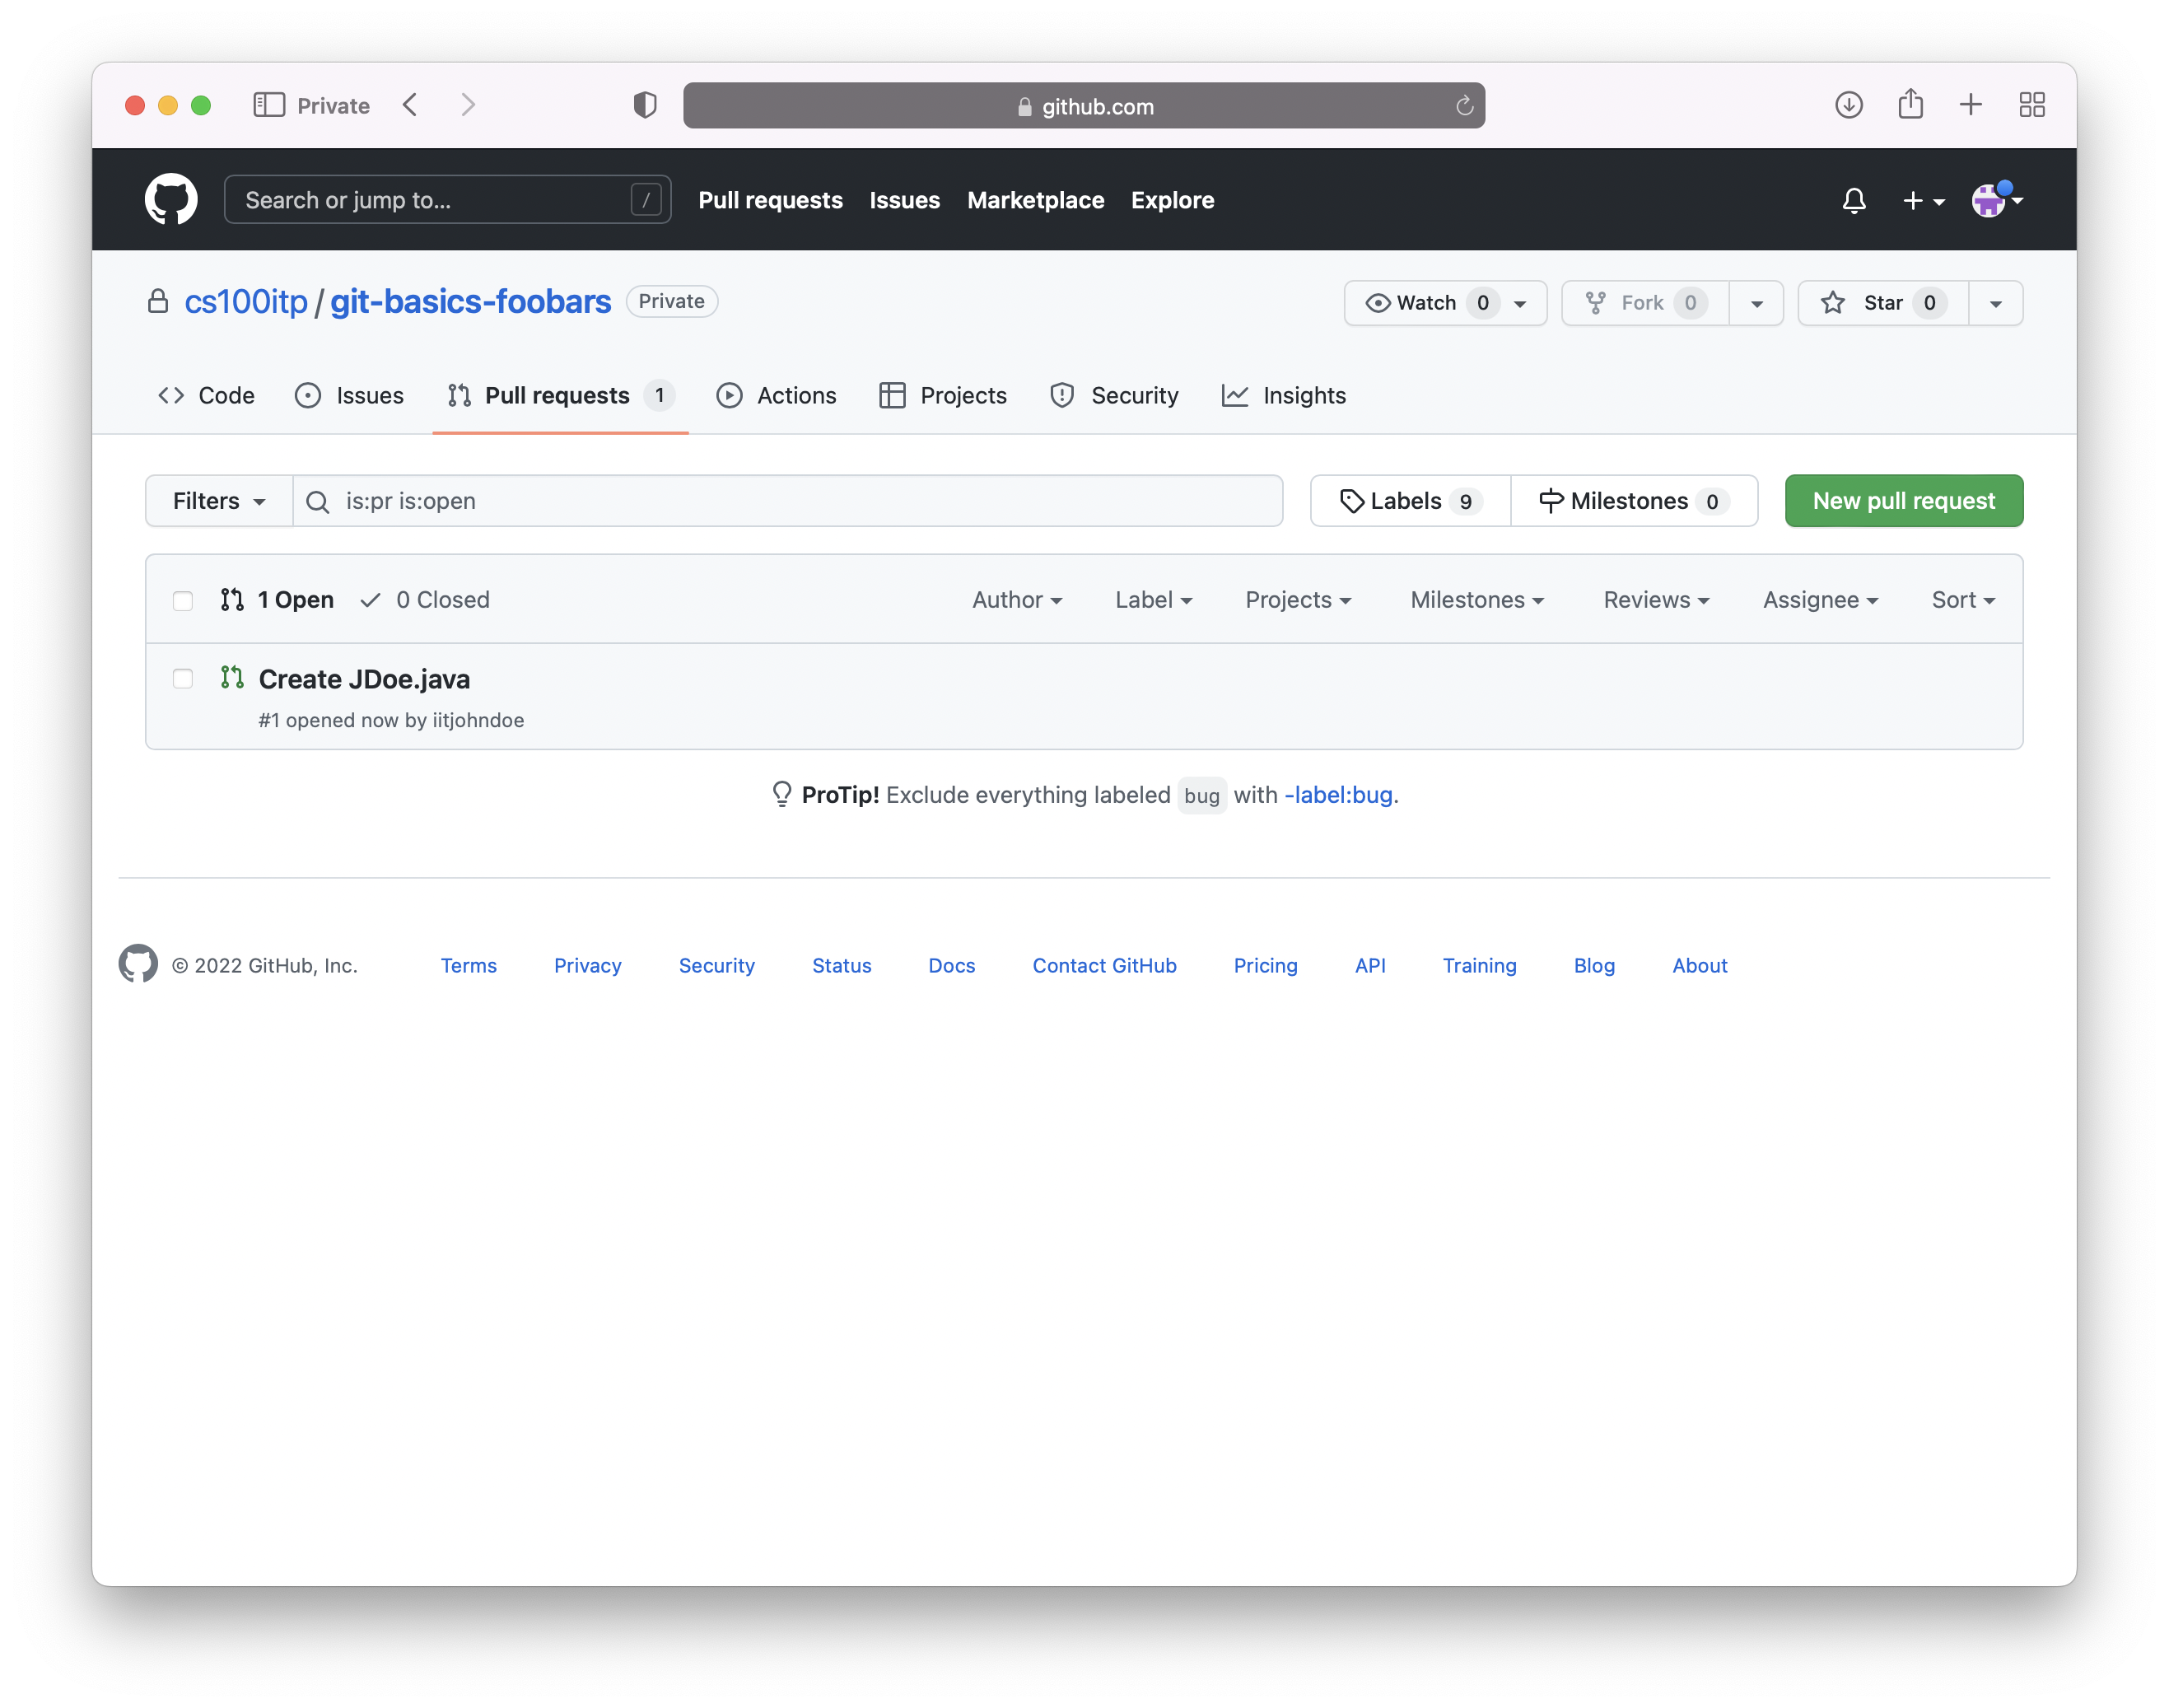 Private
github.com
Search or jump to... / Pull requests Issues Marketplace Explore
cs100itp / git-basics-foobars Private Watch 0 Fork 0 Star 0
Code Issues Pull requests 1 Actions Projects Security Insights
Filters is:pr is:open Labels 9 Milestones 0 New pull request
1 Open 0 Closed Author Label Projects Milestones Reviews Assignee Sort
Create JDoe.java
#1 opened now by iitjohndoe
ProTip! Exclude everything labeled bug with -label:bug.
© 2022 GitHub, Inc. Terms Privacy Security Status Docs Contact GitHub Pricing API Training Blog About